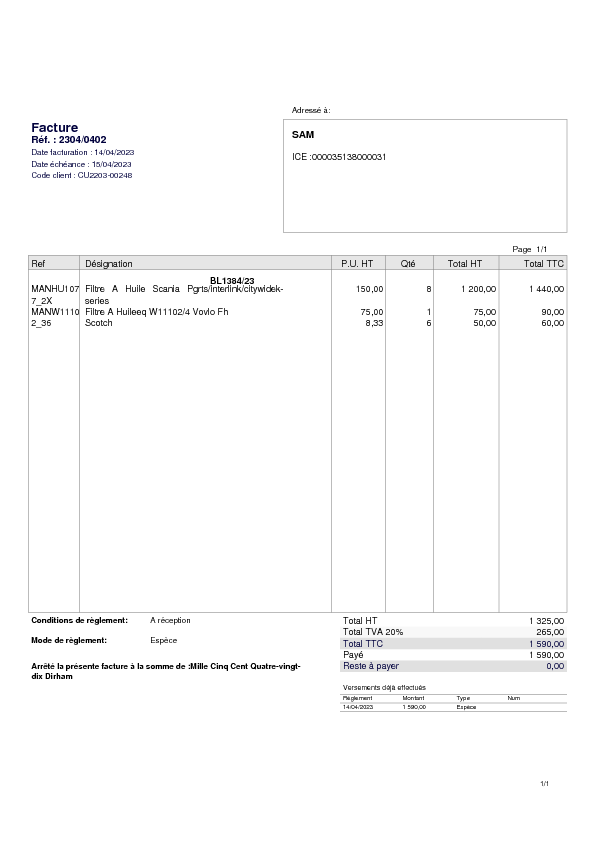 Adressé à:
Facture
Réf. : 2304/0402
Date facturation : 14/04/2023
Date échéance : 15/04/2023
Code client : CU2203-00248
SAM
ICE :000035138000031
Page 1/1
Ref Désignation P.U. HT Qté Total HT Total TTC
BL1384/23
MANHU107 Filtre A Huile Scania Pgrts/interlink/citywidek- 150,00 8 1 200,00 1 440,00
7_2X series
MANW1110 Filtre A Huileeq W11102/4 Vovlo Fh 75,00 1 75,00 90,00
2_36 Scotch 8,33 6 50,00 60,00
Conditions de règlement: A réception
Mode de règlement: Espèce
Arrêté la présente facture à la somme de :Mille Cinq Cent Quatre-vingt-
dix Dirham
Total HT 1 325,00
Total TVA 20% 265,00
Total TTC 1 590,00
Payé 1 590,00
Reste à payer 0,00
Versements déjà effectués
Règlement Montant Type Num
14/04/2023 1 590,00 Espèce
1/1